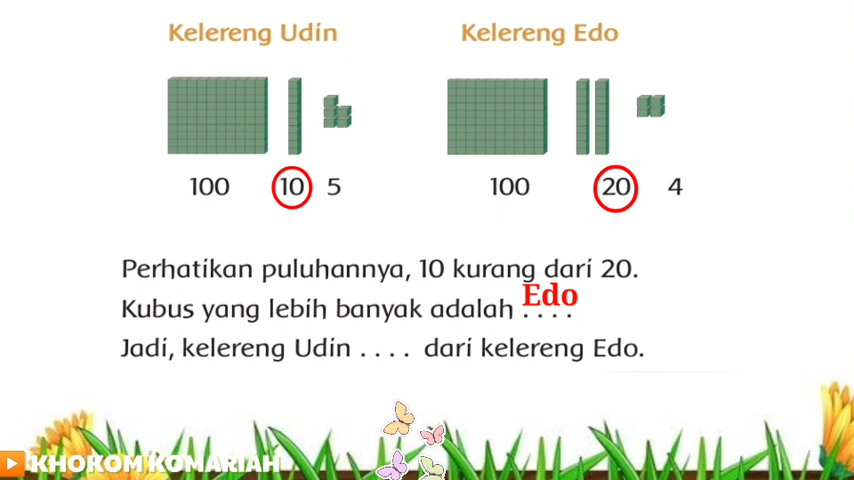 Kelereng Udin
Kelereng Edo
100 10 5
100 20 4
Perhatikan puluhannya, 10 kurang dari 20.
Kubus yang lebih banyak adalah . . . .
Edo
Jadi, kelereng Udin . . . . dari kelereng Edo.
KHOKOM KOMARIAH